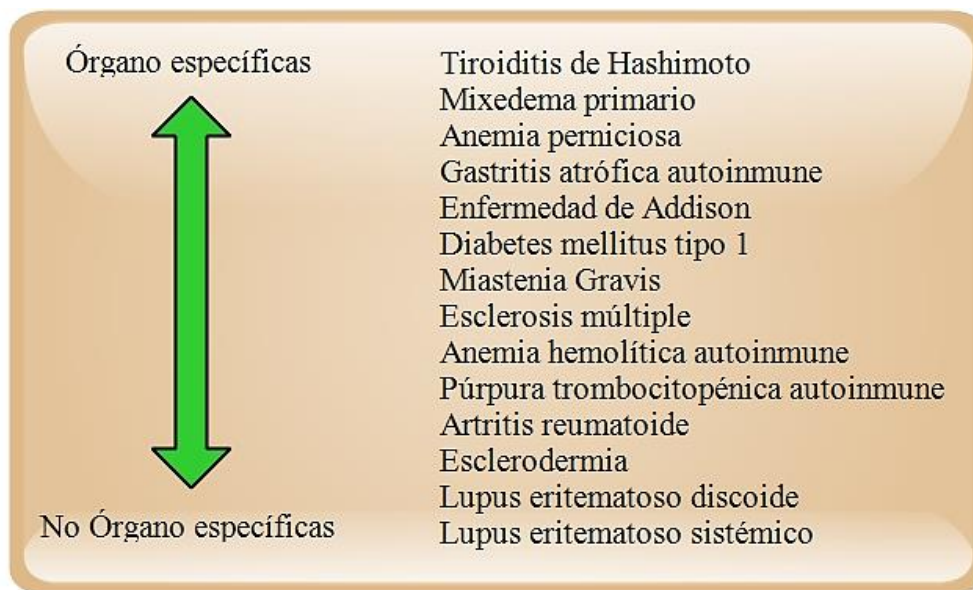 Órgano específicas
Tiroiditis de Hashimoto
Mixedema primario
Anemia perniciosa
Gastritis atrófica autoinmune
Enfermedad de Addison
Diabetes mellitus tipo 1
Miastenia Gravis
Esclerosis múltiple
Anemia hemolítica autoinmune
Púrpura trombocitopénica autoinmune
Artritis reumatoide
Esclerodermia
Lupus eritematoso discoide
No Órgano específicas
Lupus eritematoso sistémico